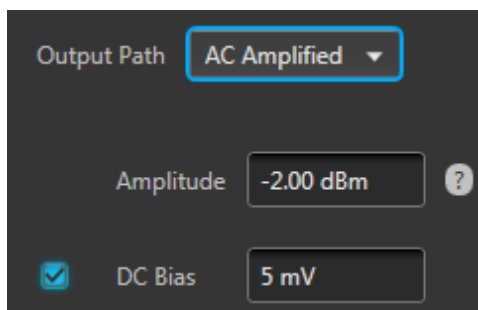 Output Path AC Amplified
Amplitude -2.00 dBm ?
DC Bias 5 mV